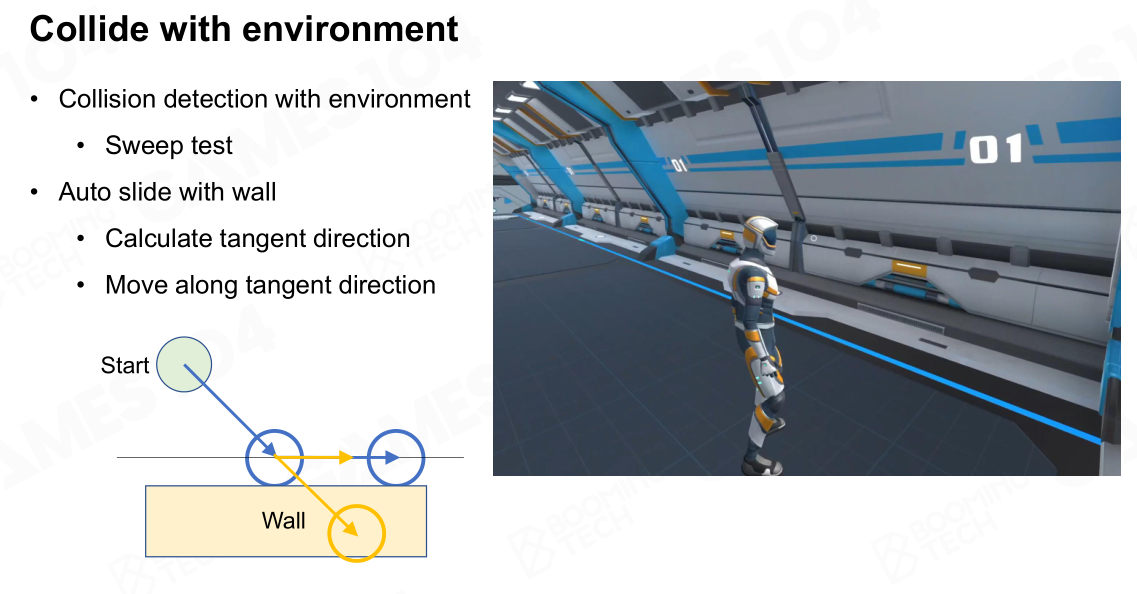 Collide with environment
• Collision detection with environment
• Sweep test
• Auto slide with wall
• Calculate tangent direction
• Move along tangent direction
Start
Wall
01
01
GAMES104
BOOMING
TECH